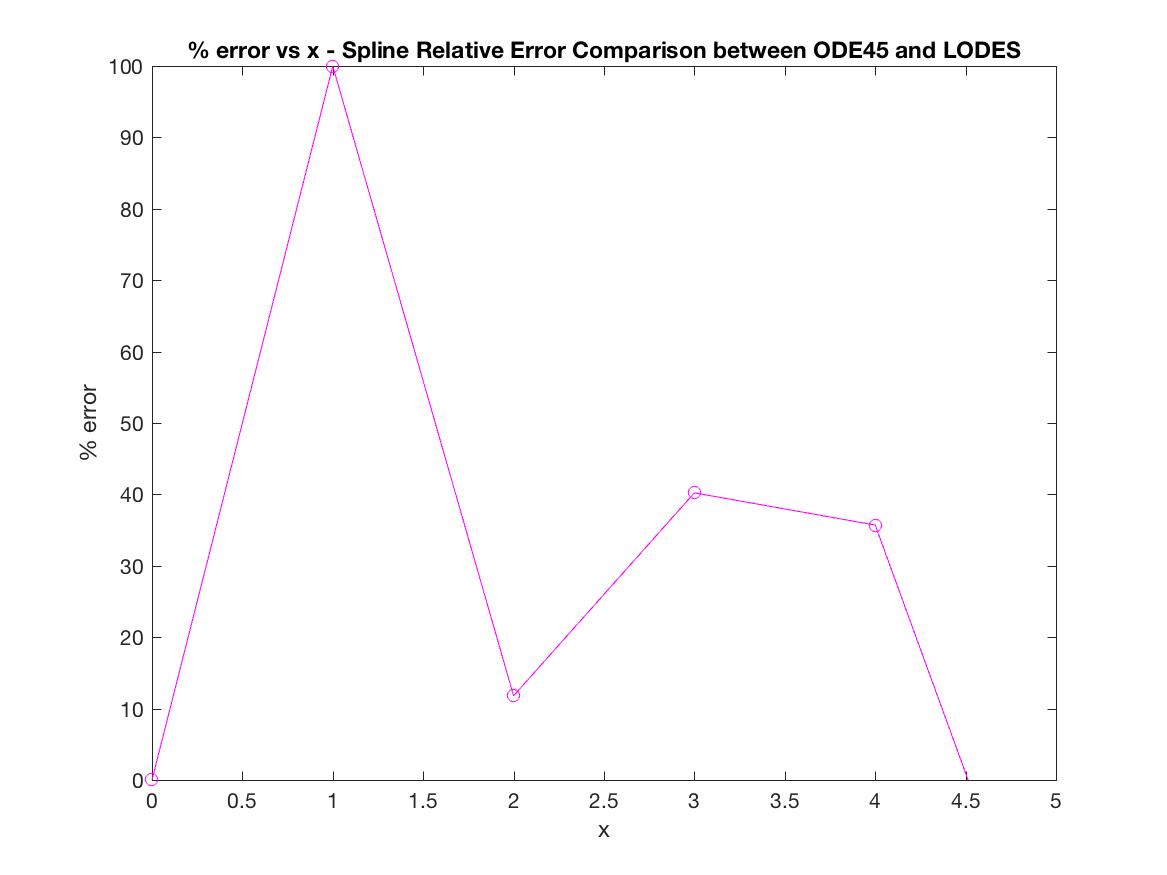 % error vs x - Spline Relative Error Comparison between ODE45 and LODES
100
90
80
70
60
50
40
30
20
10
0
% error
0 0.5 1 1.5 2 2.5 3 3.5 4 4.5 5
x